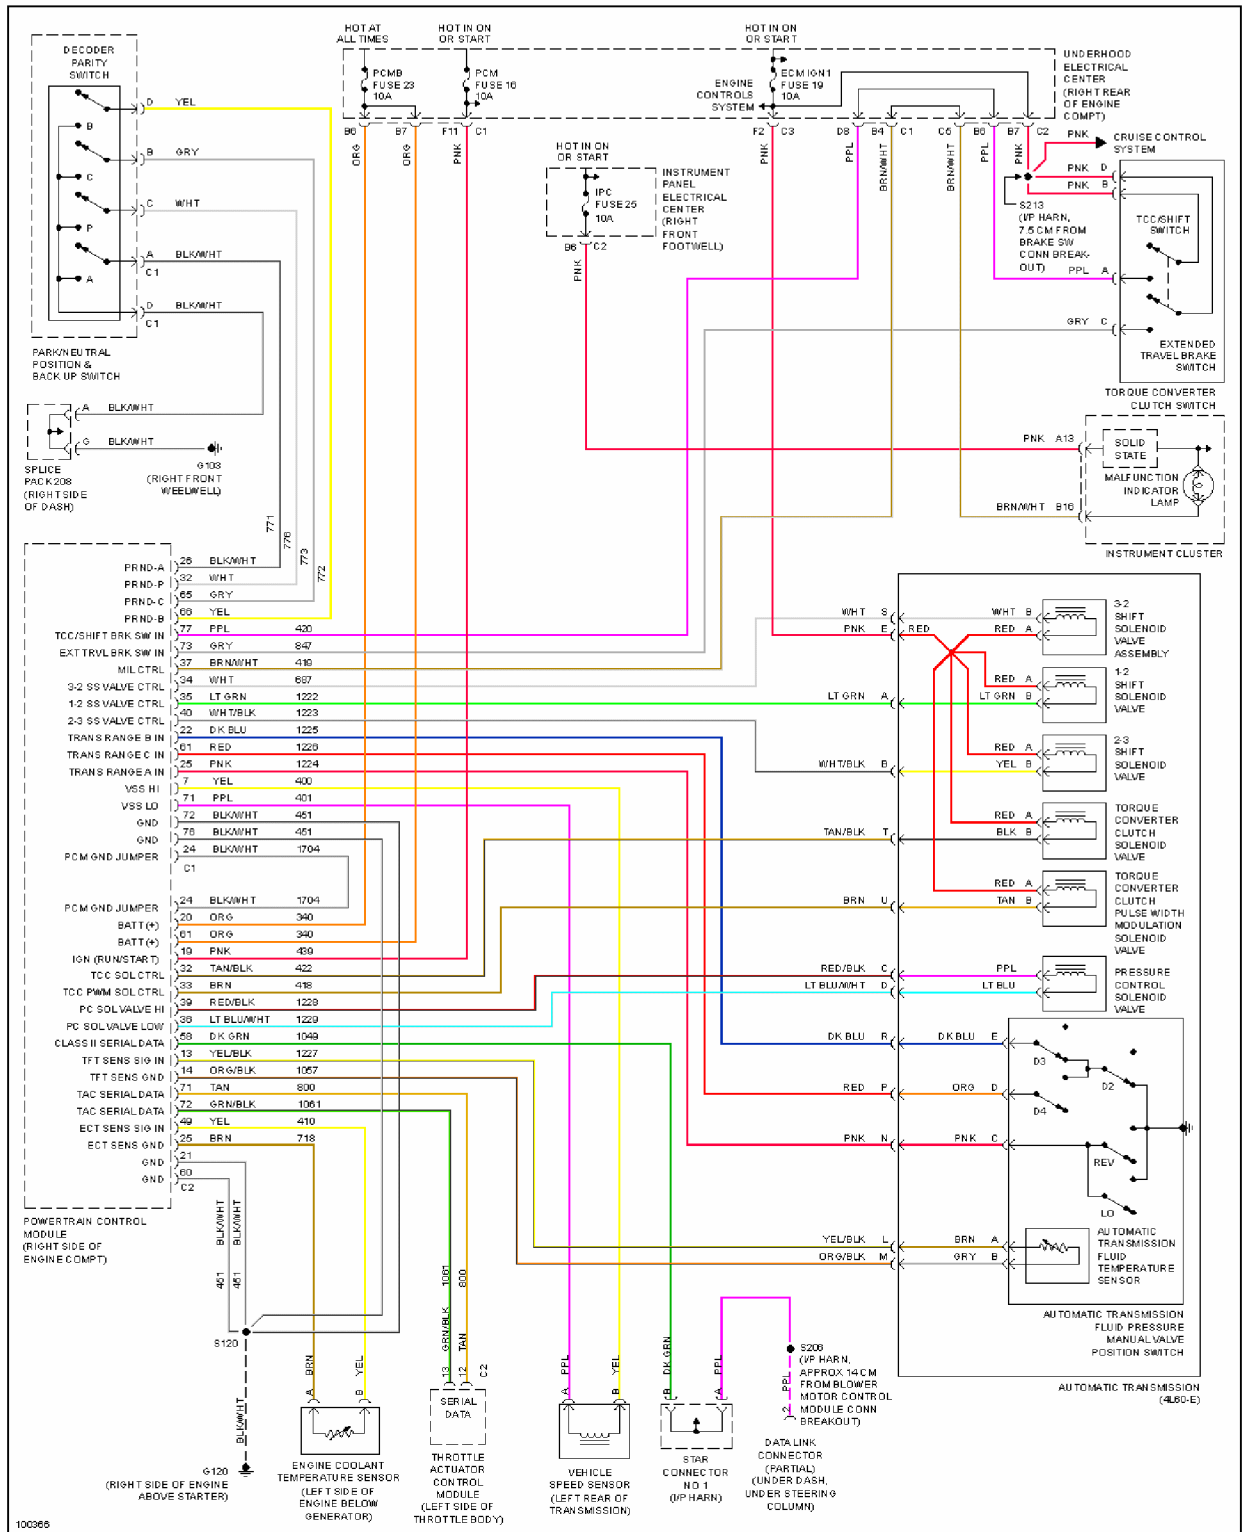 HOT AT
ALL TIMES
HOT IN ON
OR START
HOT IN ON
OR START
DECODER
PARITY
SWITCH
PCMB
FUSE 23
10A
PCM
FUSE 16
10A
ENGINE
CONTROLS
SYSTEM
ECM IGN1
FUSE 19
10A
UNDERHOOD
ELECTRICAL
CENTER
(RIGHT REAR
OF ENGINE
COMPT)
D YEL
B
B GRY
C
C WHT
P
A BLK/WHT
C1
A
D BLK/WHT
C1
B6 B7 F11 C1 F2 C3 D8 B4 C1 C6 B6 B7 C2
ORG ORG PNK PNK PPL BRN/WHT BRN/WHT PPL PNK
PNK
CRUISE CONTROL
SYSTEM
HOT IN ON
OR START
IPC
FUSE 25
10A
INSTRUMENT
PANEL
ELECTRICAL
CENTER
(RIGHT
FRONT
FOOTWELL)
B6 C2
PNK
PNK D
PNK B
S213
(I/P HARN,
7.5 CM FROM
BRAKE SW
CONN BREAK-
OUT)
TCC/SHIFT
SWITCH
PPL A
GRY C
EXTENDED
TRAVEL BRAKE
SWITCH
TORQUE CONVERTER
CLUTCH SWITCH
PARK/NEUTRAL
POSITION &
BACK UP SWITCH
A BLK/WHT
G BLK/WHT
SPLICE
PACK 208
(RIGHT SIDE
OF DASH)
G103
(RIGHT FRONT
WEELWELL)
PNK A13
SOLID
STATE
MALFUNCTION
INDICATOR
LAMP
BRN/WHT B16
INSTRUMENT CLUSTER
771
776
773
772
PRND-A 26 BLK/WHT
PRND-P 32 WHT
PRND-C 65 GRY
PRND-B 66 YEL
TCC/SHIFT BRK SW IN 77 PPL 420
EXT TRVL BRK SW IN 73 GRY 847
MIL CTRL 37 BRN/WHT 419
3-2 SS VALVE CTRL 34 WHT 687
1-2 SS VALVE CTRL 35 LT GRN 1222
2-3 SS VALVE CTRL 40 WHT/BLK 1223
TRANS RANGE B IN 22 DK BLU 1225
TRANS RANGE C IN 61 RED 1226
TRANS RANGE A IN 25 PNK 1224
VSS HI 7 YEL 400
VSS LO 71 PPL 401
GND 72 BLK/WHT 451
GND 76 BLK/WHT 451
PCM GND JUMPER 24 BLK/WHT 1704
C1
PCM GND JUMPER 24 BLK/WHT 1704
BATT (+) 20 ORG 340
BATT (+) 61 ORG 340
IGN (RUN/START) 19 PNK 439
TCC SOL CTRL 32 TAN/BLK 422
TCC PWM SOL CTRL 33 BRN 418
PC SOL VALVE HI 39 RED/BLK 1228
PC SOL VALVE LOW 36 LT BLU/WHT 1229
CLASS II SERIAL DATA 58 DK GRN 1049
TFT SENS SIG IN 13 YEL/BLK 1227
TFT SENS GND 14 ORG/BLK 1057
TAC SERIAL DATA 71 TAN 800
TAC SERIAL DATA 72 GRN/BLK 1061
ECT SENS SIG IN 49 YEL 410
ECT SENS GND 25 BRN 718
GND 21
GND 60
C2
POWERTRAIN CONTROL
MODULE
(RIGHT SIDE OF
ENGINE COMPT)
WHT S WHT B
PNK E RED RED A
3-2
SHIFT
SOLENOID
VALVE
ASSEMBLY
RED A
LT GRN A LT GRN B
1-2
SHIFT
SOLENOID
VALVE
RED A
WHT/BLK B YEL B
2-3
SHIFT
SOLENOID
VALVE
RED A
TAN/BLK T BLK B
TORQUE
CONVERTER
CLUTCH
SOLENOID
VALVE
RED A
BRN U TAN B
TORQUE
CONVERTER
CLUTCH
PULSE WIDTH
MODULATION
SOLENOID
VALVE
RED/BLK C PPL
LT BLU/WHT D LT BLU
PRESSURE
CONTROL
SOLENOID
VALVE
DK BLU R DK BLU E
D3
D2
RED P ORG D
D4
PNK N PNK C
REV
LO
YEL/BLK L BRN A
ORG/BLK M GRY B
AUTOMATIC
TRANSMISSION
FLUID
TEMPERATURE
SENSOR
AUTOMATIC TRANSMISSION
FLUID PRESSURE
MANUAL VALVE
POSITION SWITCH
AUTOMATIC TRANSMISSION
(4L60-E)
451 BLK/WHT
451 BLK/WHT
S120
BLK/WHT
G120
(RIGHT SIDE OF ENGINE
ABOVE STARTER)
A BRN
B YEL
ENGINE COOLANT
TEMPERATURE SENSOR
(LEFT SIDE OF
ENGINE BELOW
GENERATOR)
13 GRN/BLK 1061
12 TAN 800
C2
SERIAL
DATA
THROTTLE
ACTUATOR
CONTROL
MODULE
(LEFT SIDE OF
THROTTLE BODY)
A PPL
B YEL
VEHICLE
SPEED SENSOR
(LEFT REAR OF
TRANSMISSION)
B DK GRN
A PPL
STAR
CONNECTOR
NO 1
(I/P HARN)
S206
(I/P HARN,
APPROX 14 CM
FROM BLOWER
MOTOR CONTROL
MODULE CONN
BREAKOUT)
2 PPL
DATA LINK
CONNECTOR
(PARTIAL)
(UNDER DASH,
UNDER STEERING
COLUMN)
100366